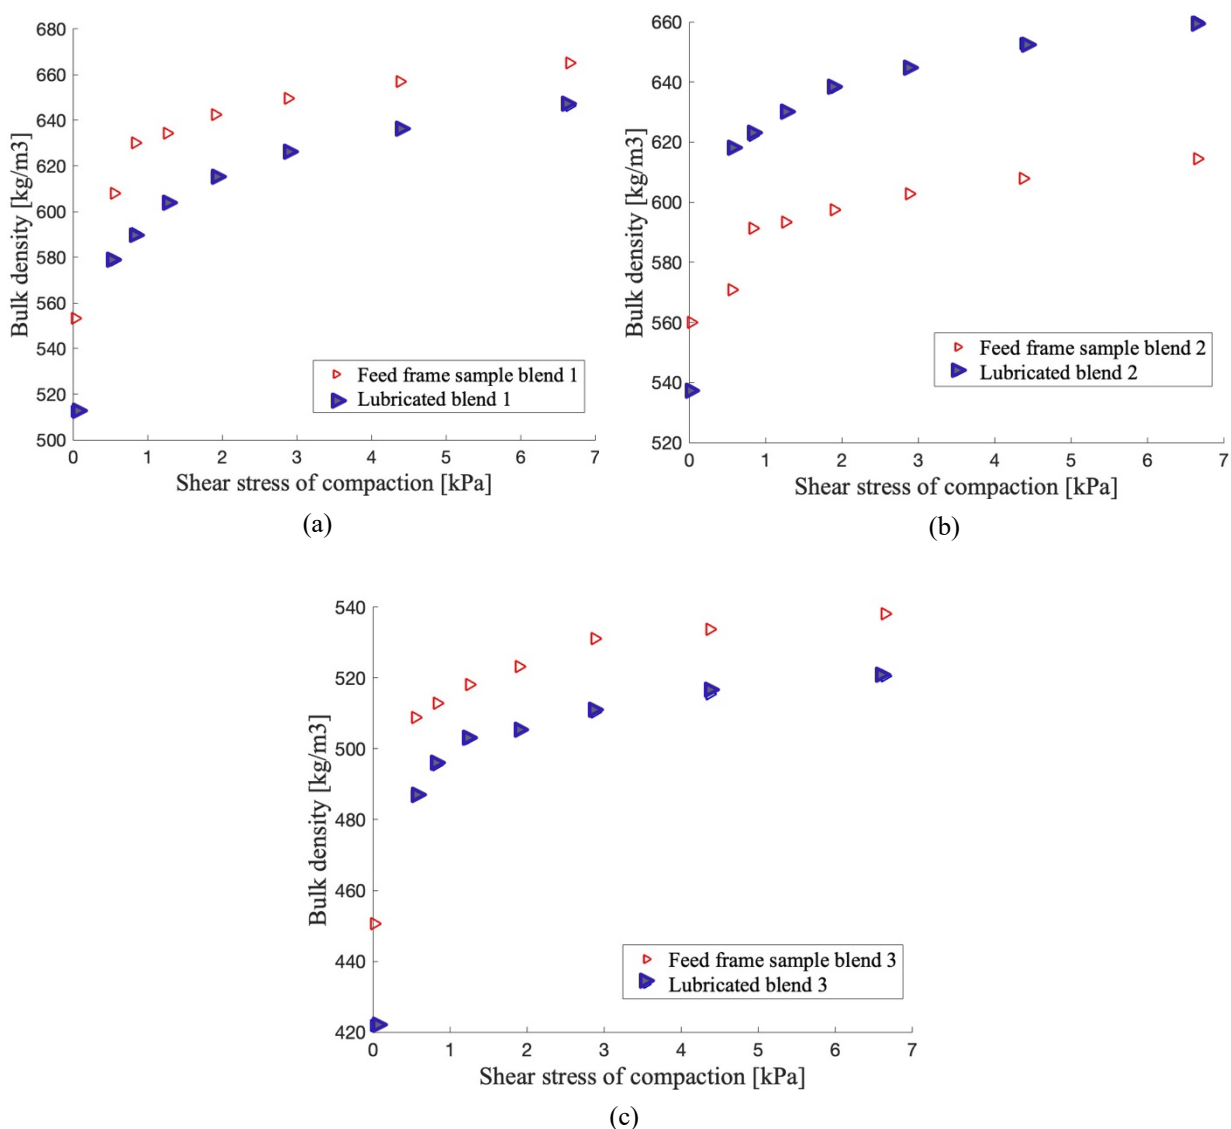 680
660
640
620
600
580
560
540
510
500
Bulk density [kg/m3]
0 1 2 3 4 5 6 7
Shear stress of compaction [kPa]
Feed frame sample blend 1
Lubricated blend 1
(a)
660
640
620
600
580
560
540
520
Bulk density [kg/m3]
0 1 2 3 4 5 6 7
Shear stress of compaction [kPa]
Feed frame sample blend 2
Lubricated blend 2
(b)
540
520
500
480
460
440
420
Bulk density [kg/m3]
0 1 2 3 4 5 6 7
Shear stress of compaction [kPa]
Feed frame sample blend 3
Lubricated blend 3
(c)